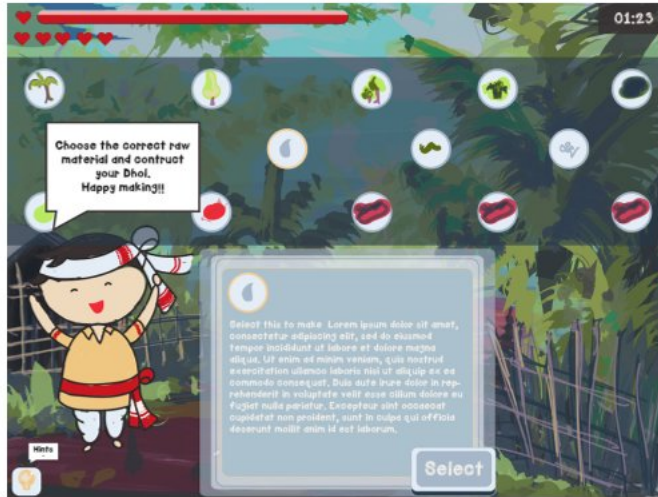 01:23
Choose the correct raw
material and contruct
your Dhol.
Happy making!!
Select this to make Lorem ipsum dolor sit amet,
consectetur adipiscing elit, sed do eiusmod
tempor incididunt ut labore et dolore magna
aliqua. Ut enim ad minim veniam, quis nostrud
exercitation ullamco laboris nisi ut aliquip ex ea
commodo consequat. Duis aute irure dolor in rep-
rehenderit in voluptate velit esse cillum dolore eu
fugiat nulla pariatur. Excepteur sint occaecat
cupidatat non proident, sunt in culpa qui officia
deserunt mollit anim id est laborum.
Select
Hints